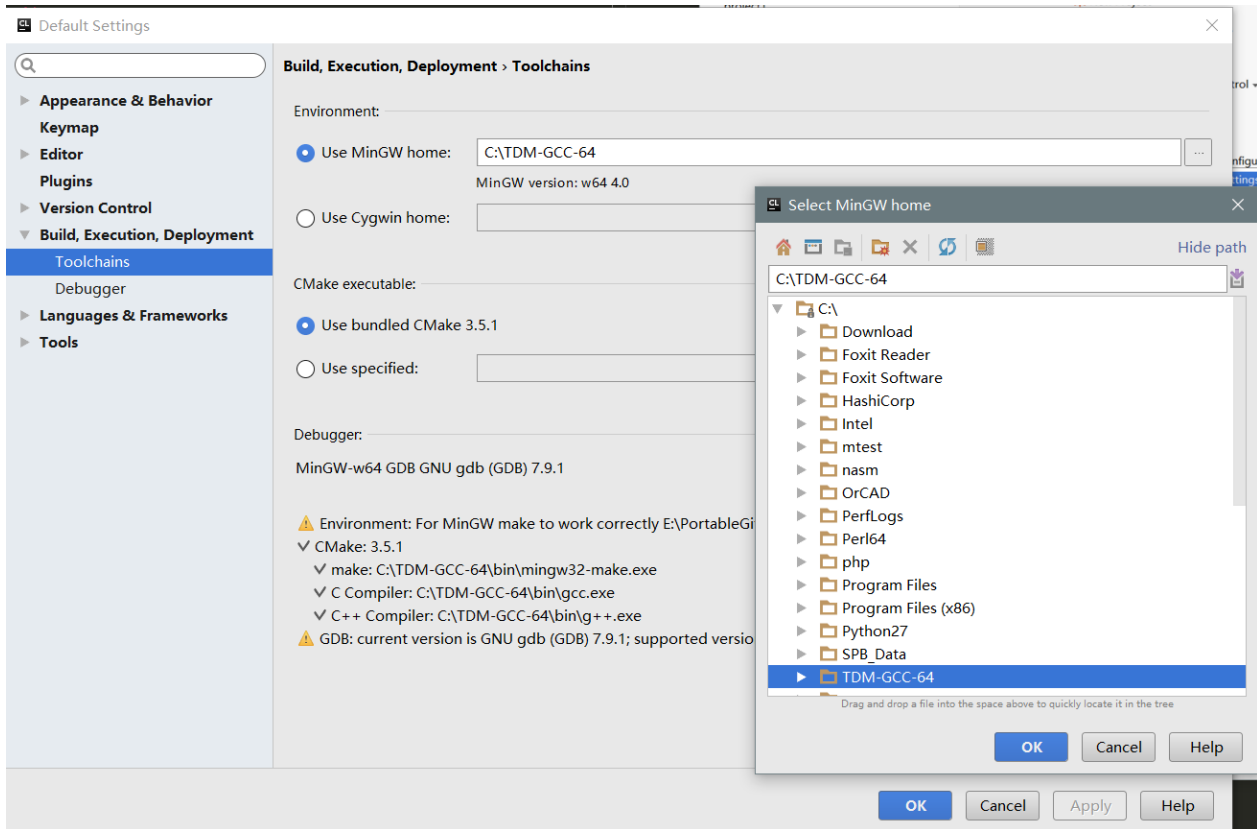 Default Settings
Build, Execution, Deployment › Toolchains
Appearance & Behavior
Keymap
Editor
Plugins
Version Control
Build, Execution, Deployment
Toolchains
Debugger
Languages & Frameworks
Tools
Environment:
Use MinGW home:
C:\TDM-GCC-64
...
MinGW version: w64 4.0
Use Cygwin home:
CMake executable:
Use bundled CMake 3.5.1
Use specified:
Debugger:
MinGW-w64 GDB GNU gdb (GDB) 7.9.1
Environment: For MinGW make to work correctly E:\PortableGi
CMake: 3.5.1
make: C:\TDM-GCC-64\bin\mingw32-make.exe
C Compiler: C:\TDM-GCC-64\bin\gcc.exe
C++ Compiler: C:\TDM-GCC-64\bin\g++.exe
GDB: current version is GNU gdb (GDB) 7.9.1; supported versio
OK Cancel Apply Help
Select MinGW home
Hide path
C:\TDM-GCC-64
C:\
Download
Foxit Reader
Foxit Software
HashiCorp
Intel
mtest
nasm
OrCAD
PerfLogs
Perl64
php
Program Files
Program Files (x86)
Python27
SPB_Data
TDM-GCC-64
Drag and drop a file into the space above to quickly locate it in the tree
OK Cancel Help
trol
nfigu
ttings